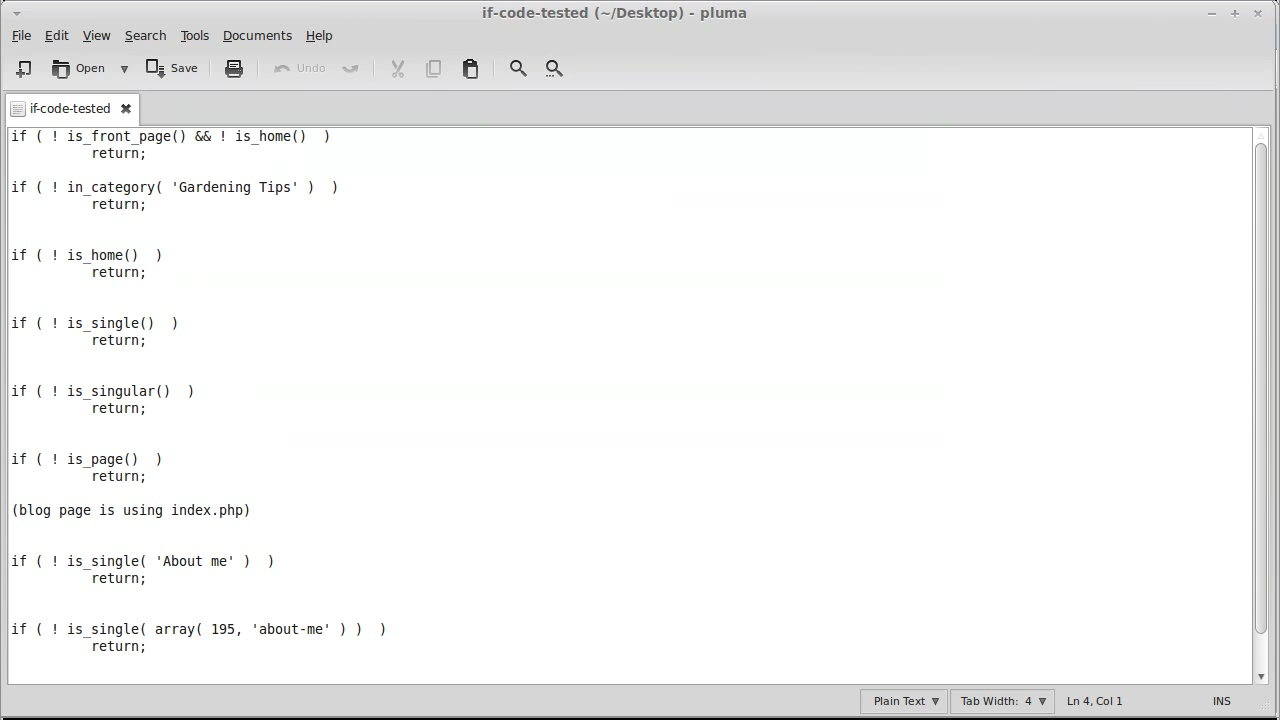 if-code-tested (~/Desktop) - pluma
File Edit View Search Tools Documents Help
Open Save Undo
if-code-tested
if ( ! is_front_page() && ! is_home()  )
          return;
if ( ! in_category( 'Gardening Tips' )  )
          return;
if ( ! is_home()  )
          return;
if ( ! is_single()  )
          return;
if ( ! is_singular()  )
          return;
if ( ! is_page()  )
          return;
(blog page is using index.php)
if ( ! is_single( 'About me' )  )
          return;
if ( ! is_single( array( 195, 'about-me' ) )  )
          return;
Plain Text Tab Width: 4 Ln 4, Col 1 INS